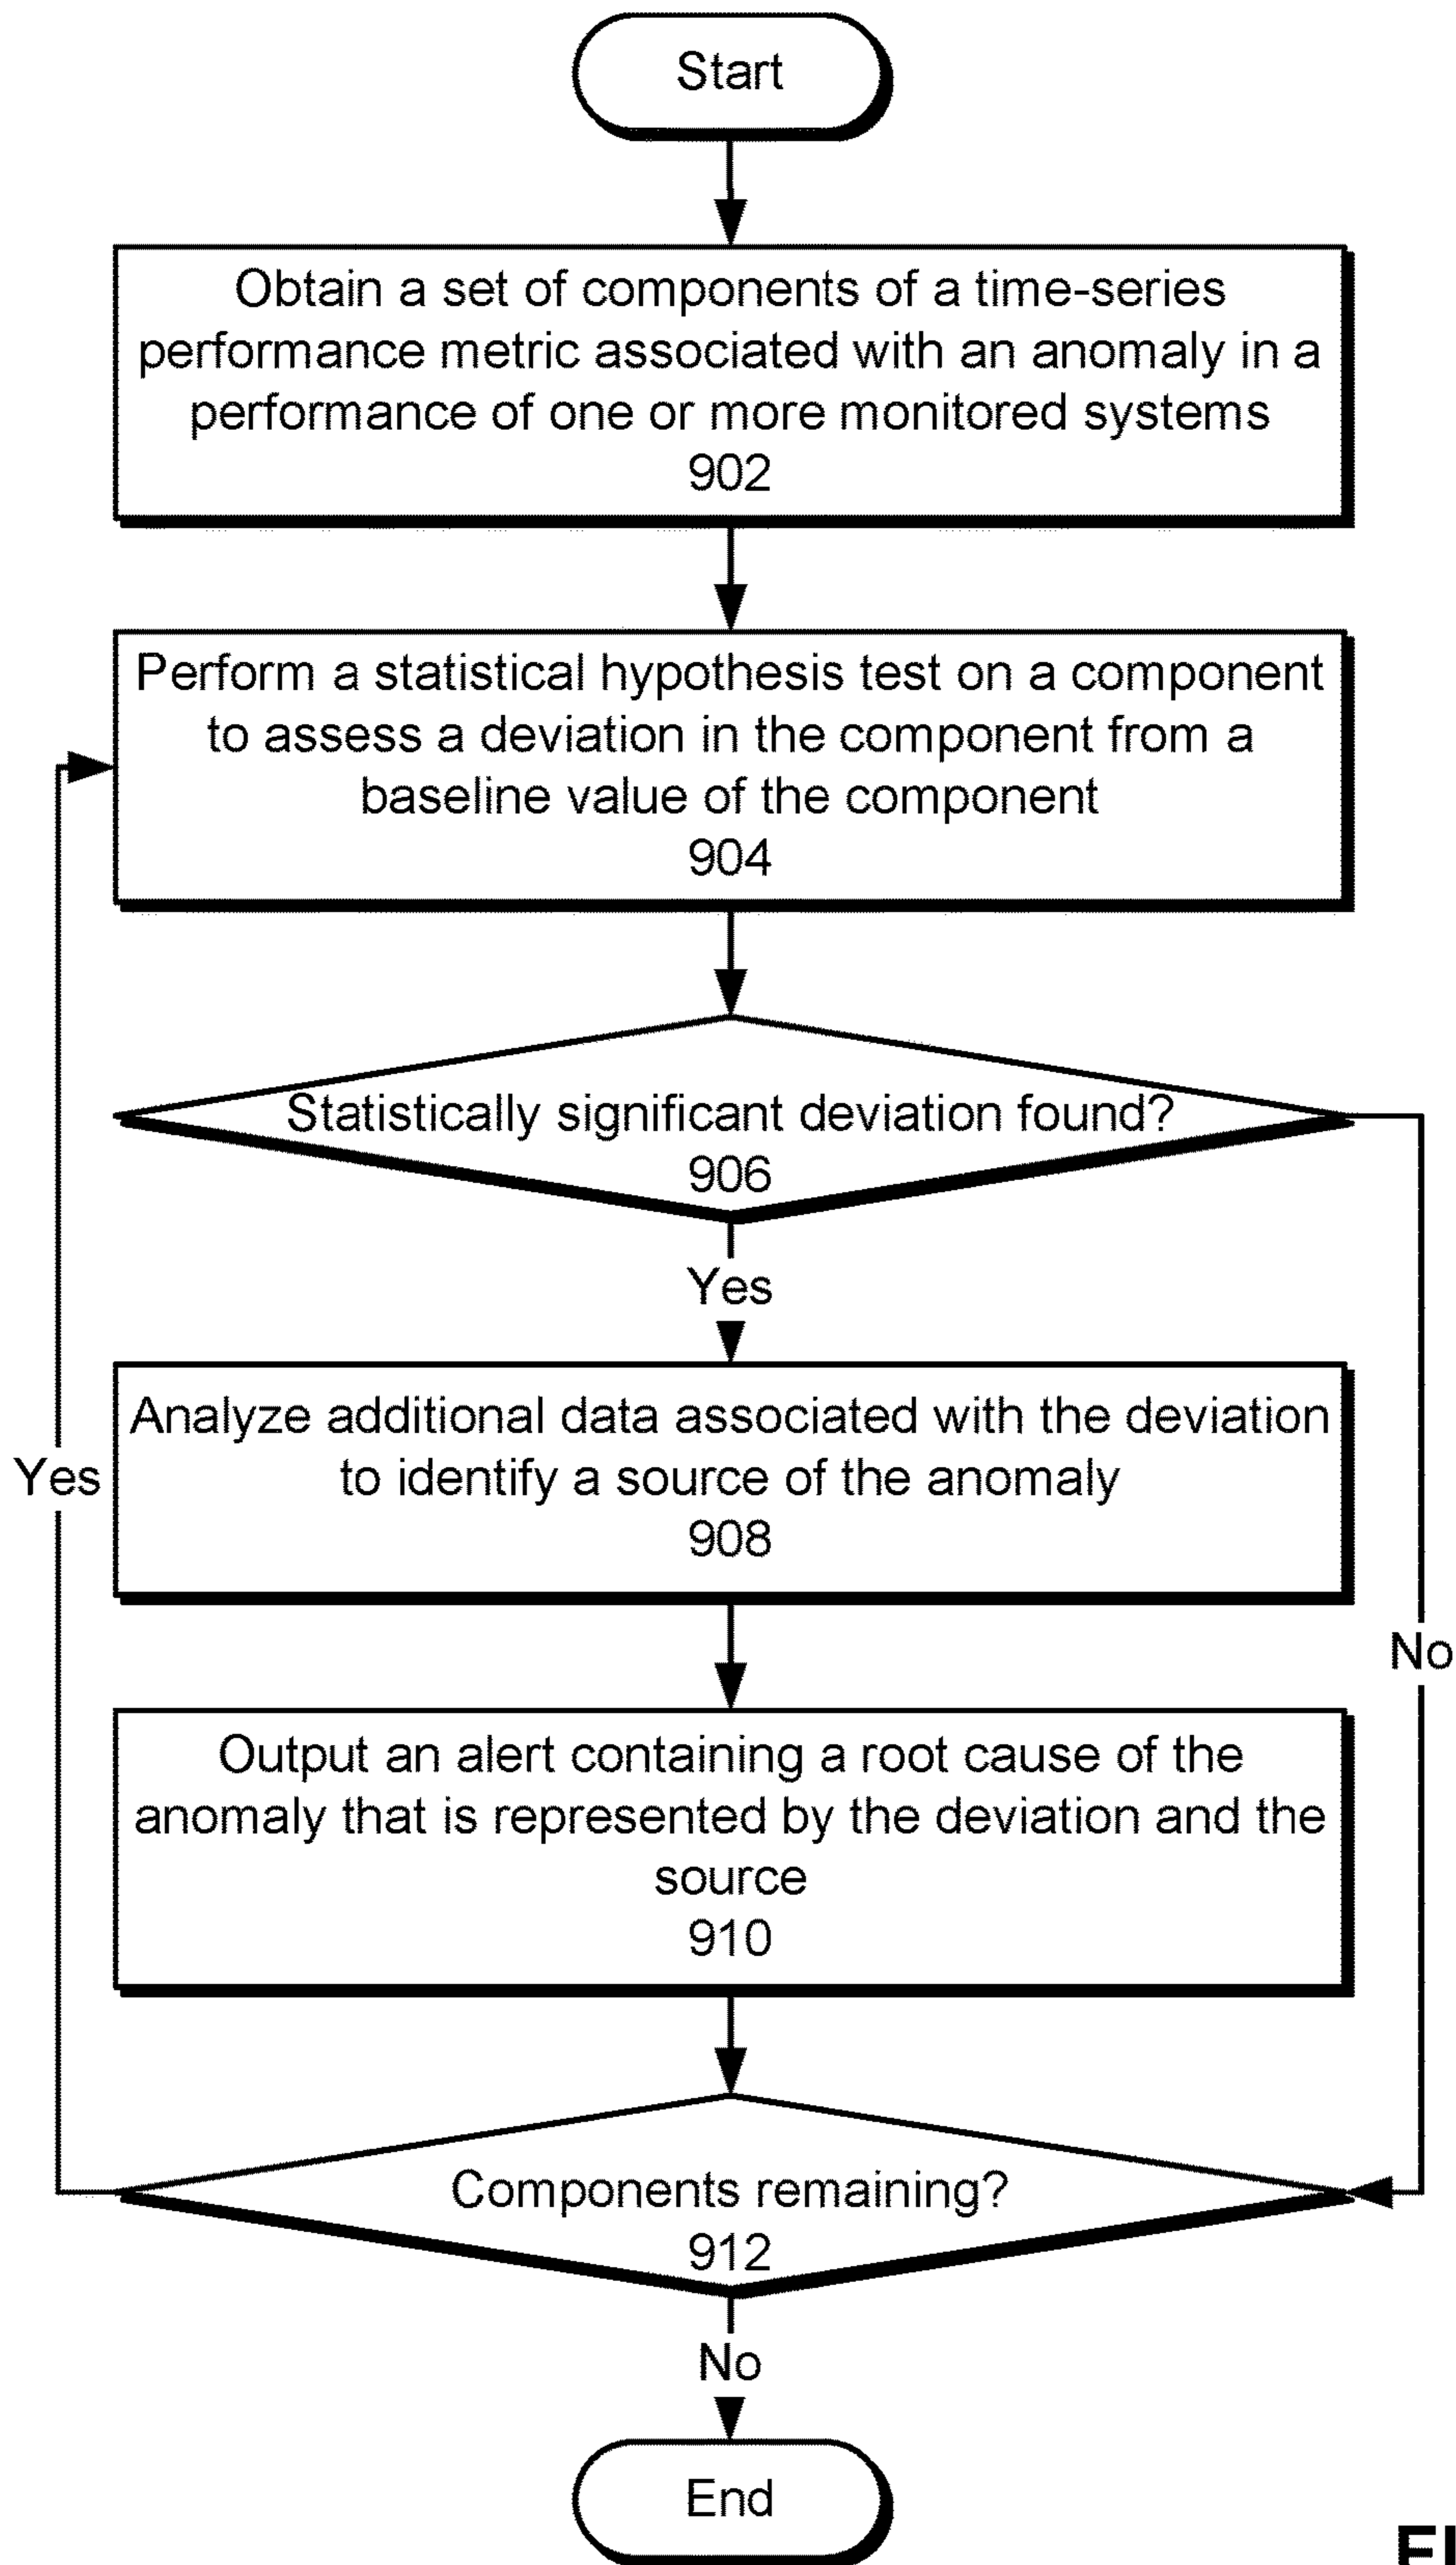 Start
Obtain a set of components of a time-series
performance metric associated with an anomaly in a
performance of one or more monitored systems
902
Perform a statistical hypothesis test on a component
to assess a deviation in the component from a
baseline value of the component
904
Statistically significant deviation found?
906
Yes
Analyze additional data associated with the deviation
to identify a source of the anomaly
908
Yes
No
Output an alert containing a root cause of the
anomaly that is represented by the deviation and the
source
910
Components remaining?
912
No
End